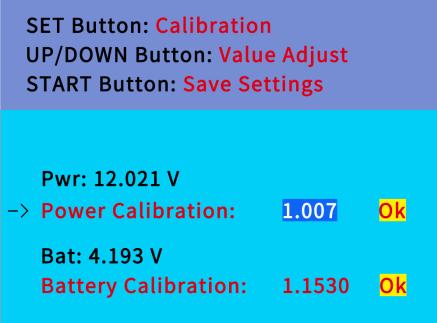 SET Button: Calibration
UP/DOWN Button: Value Adjust
START Button: Save Settings
Pwr: 12.021 V
–> Power Calibration: 1.007 Ok
Bat: 4.193 V
Battery Calibration: 1.1530 Ok